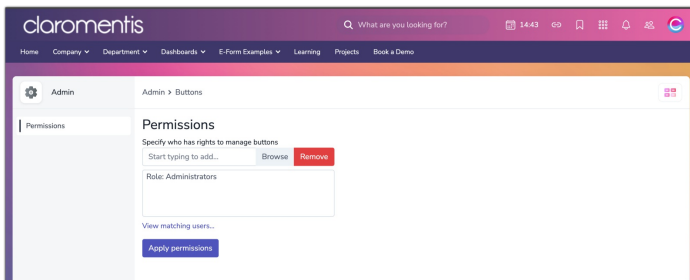 claromentis
What are you looking for?
14:43
Home Company Department Dashboards E-Form Examples Learning Projects Book a Demo
Admin
Admin > Buttons
Permissions
Permissions
Specify who has rights to manage buttons
Start typing to add... Browse Remove
Role: Administrators
View matching users...
Apply permissions